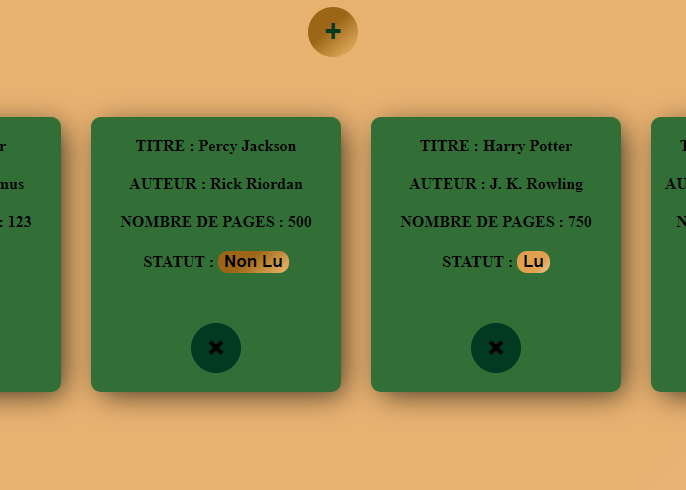 +
r
TITRE : Percy Jackson
TITRE : Harry Potter
T
mus
AUTEUR : Rick Riordan
AUTEUR : J. K. Rowling
AU
: 123
NOMBRE DE PAGES : 500
NOMBRE DE PAGES : 750
N
STATUT : Non Lu
STATUT : Lu
×
×